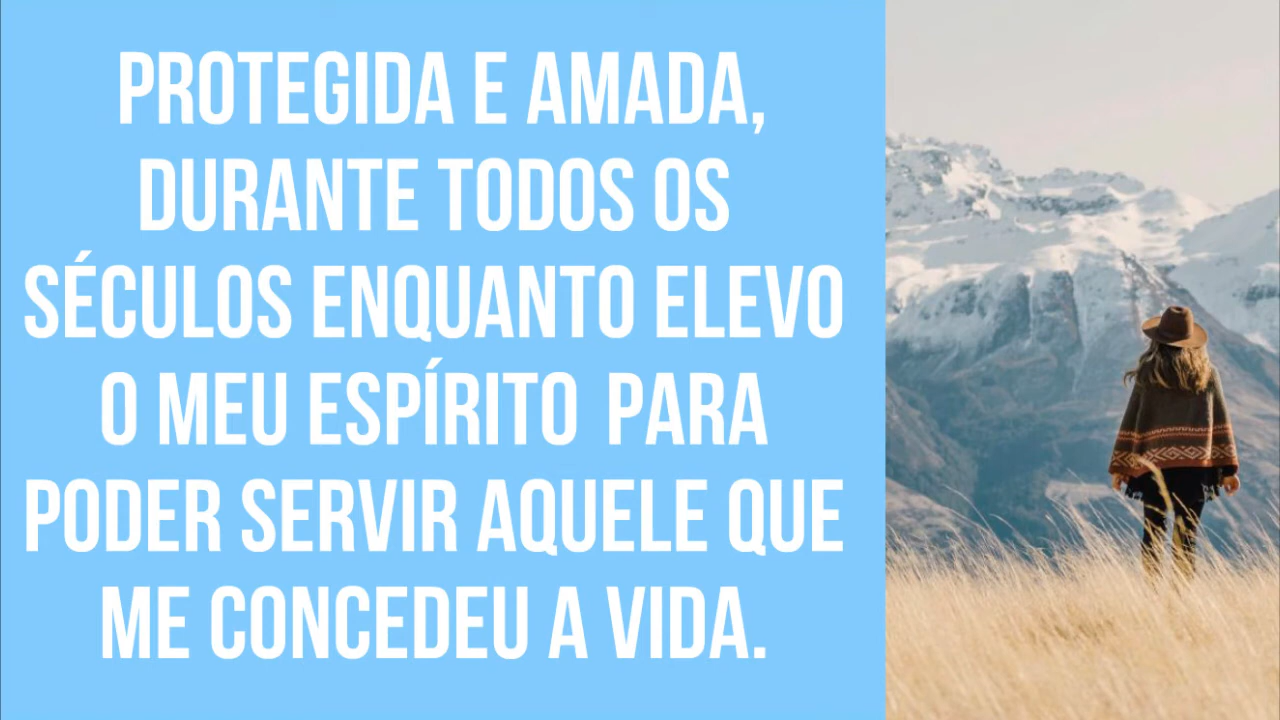 PROTEGIDA E AMADA,
DURANTE TODOS OS
SÉCULOS ENQUANTO ELEVO
O MEU ESPÍRITO PARA
PODER SERVIR AQUELE QUE
ME CONCEDEU A VIDA.